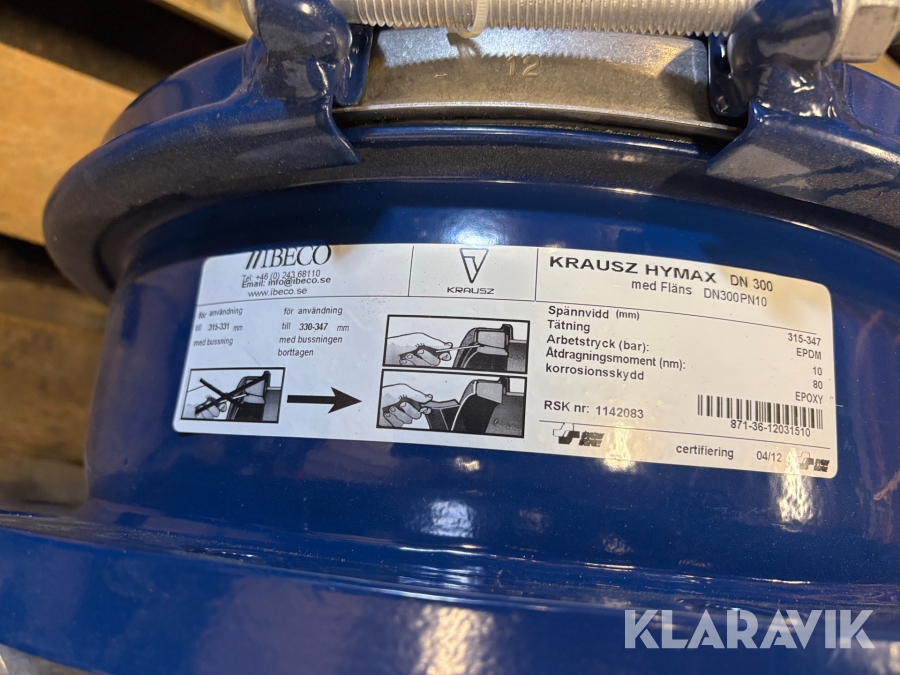 12
IBECO
Tel: +46 (0) 243 68110
Email: info@ibeco.se
www.ibeco.se
för användning
till 315-331 mm
med bussning
för användning
till 330-347 mm
med bussningen
borttagen
KRAUSZ
KRAUSZ HYMAX DN 300
med Fläns DN300PN10
Spännvidd (mm) 315-347
Tätning EPDM
Arbetstryck (bar): 10
Åtdragningsmoment (nm): 80
korrosionsskydd EPOXY
RSK nr: 1142083
871-36-12031510
certifiering 04/12
KLARAVIK